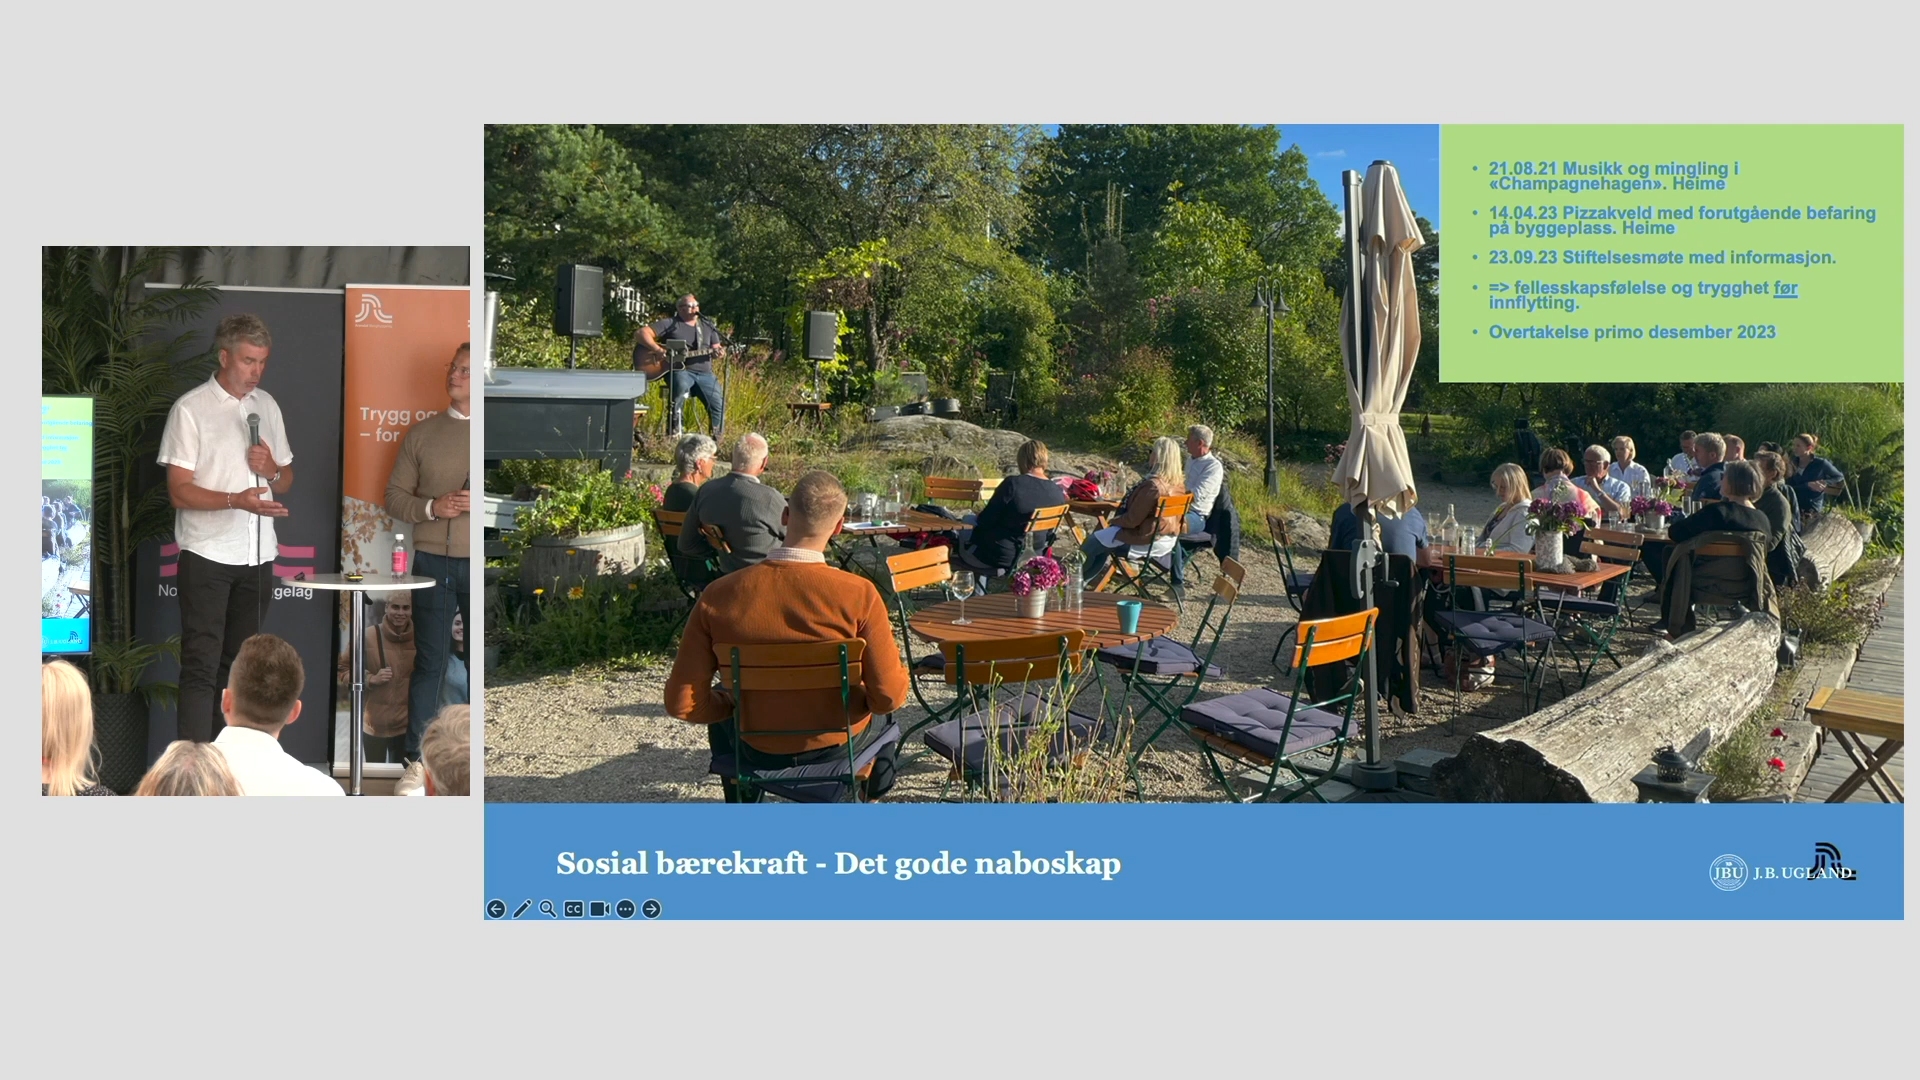 Trygg og
– for
No
gelag
• 21.08.21 Musikk og mingling i
«Champagnehagen». Heime
• 14.04.23 Pizzakveld med forutgående befaring
på byggeplass. Heime
• 23.09.23 Stiftelsesmøte med informasjon.
• => fellesskapsfølelse og trygghet før
innflytting.
• Overtakelse primo desember 2023
Sosial bærekraft - Det gode naboskap
JBU J.B.UGLAND
CC